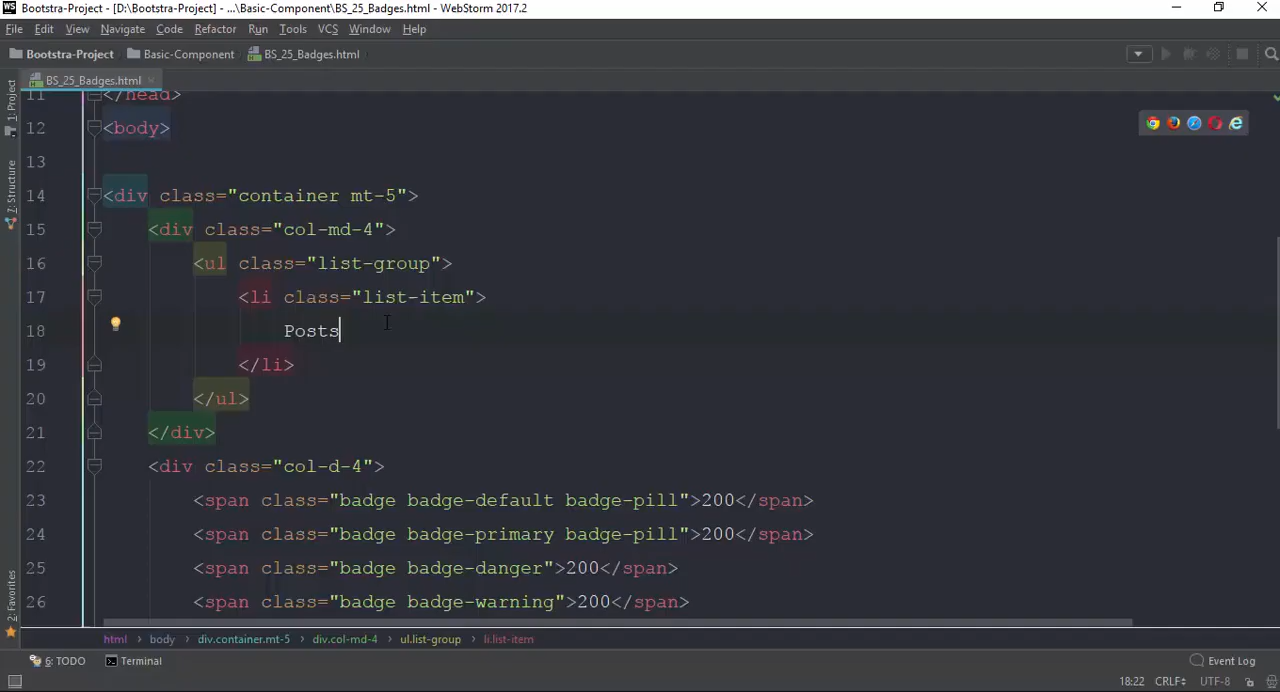 Bootstra-Project - [D:\Bootstra-Project] - ...\Basic-Component\BS_25_Badges.html - WebStorm 2017.2
File Edit View Navigate Code Refactor Run Tools VCS Window Help
Bootstra-Project Basic-Component BS_25_Badges.html
BS_25_Badges.html
1: Project
7: Structure
2: Favorites
11 </head>
12 <body>
13
14 <div class="container mt-5">
15 <div class="col-md-4">
16 <ul class="list-group">
17 <li class="list-item">
18 Posts
19 </li>
20 </ul>
21 </div>
22 <div class="col-d-4">
23 <span class="badge badge-default badge-pill">200</span>
24 <span class="badge badge-primary badge-pill">200</span>
25 <span class="badge badge-danger">200</span>
26 <span class="badge badge-warning">200</span>
html body div.container.mt-5 div.col-md-4 ul.list-group li.list-item
6: TODO Terminal Event Log
18:22 CRLF UTF-8